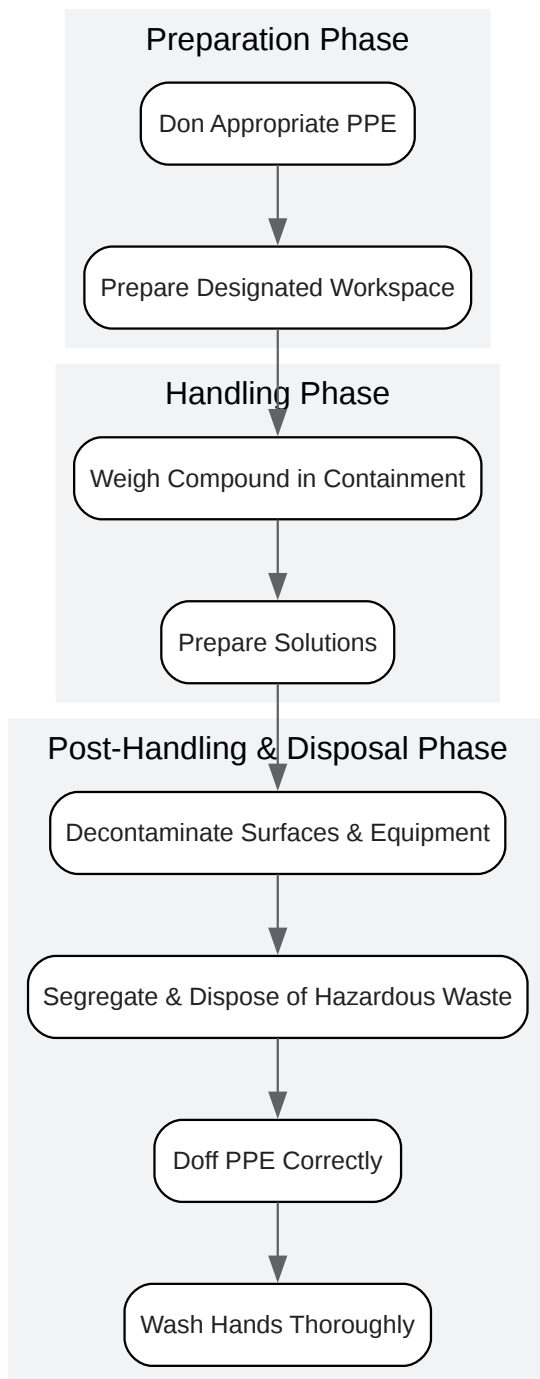 Preparation Phase
Don Appropriate PPE
Prepare Designated Workspace
Handling Phase
Weigh Compound in Containment
Prepare Solutions
Post-Handling & Disposal Phase
Decontaminate Surfaces & Equipment
Segregate & Dispose of Hazardous Waste
Doff PPE Correctly
Wash Hands Thoroughly